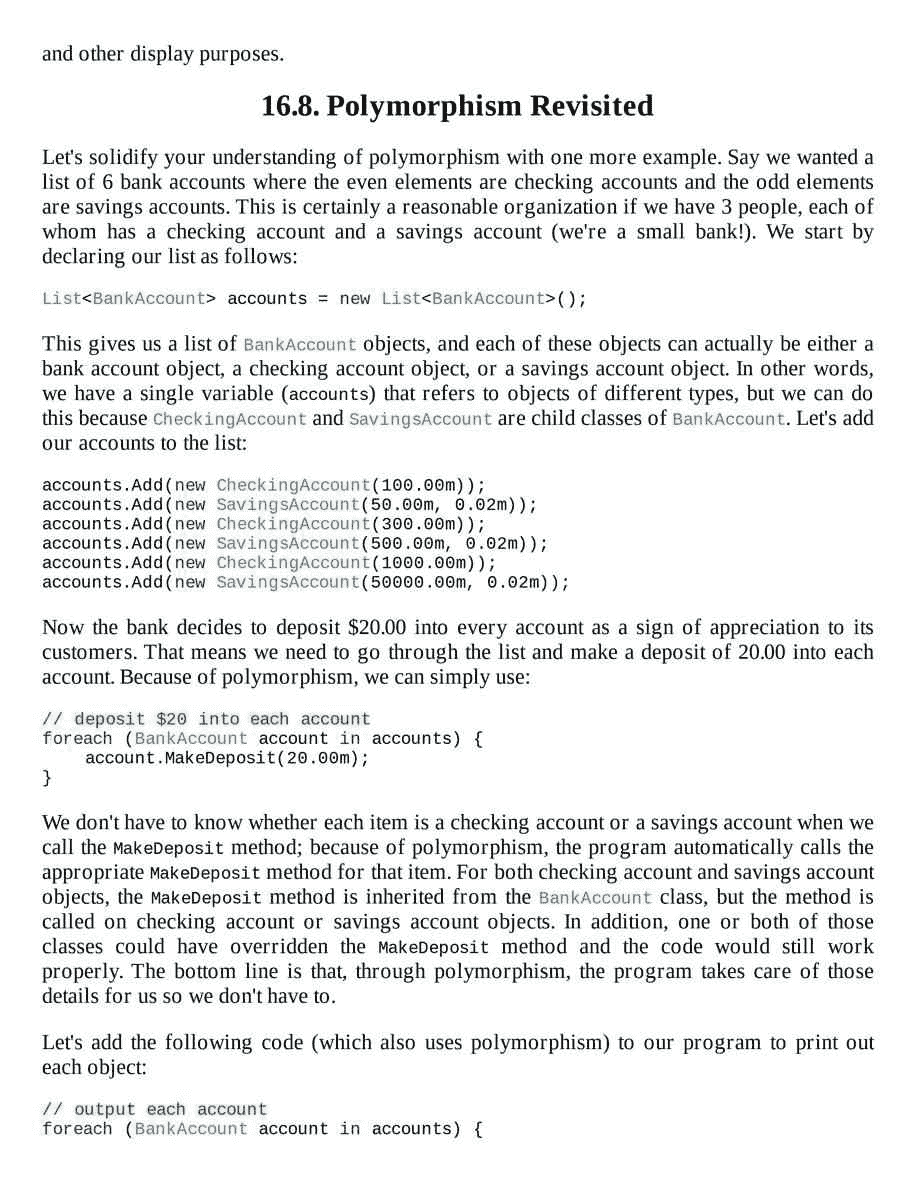 and other display purposes.
16.8. Polymorphism Revisited
Let's solidify your understanding of polymorphism with one more example. Say we wanted a
list of 6 bank accounts where the even elements are checking accounts and the odd elements
are savings accounts. This is certainly a reasonable organization if we have 3 people, each of
whom has a checking account and a savings account (we're a small bank!). We start by
declaring our list as follows:
List<BankAccount> accounts = new List<BankAccount>();
This gives us a list of BankAccount objects, and each of these objects can actually be either a
bank account object, a checking account object, or a savings account object. In other words,
we have a single variable (accounts) that refers to objects of different types, but we can do
this because CheckingAccount and SavingsAccount are child classes of BankAccount. Let's add
our accounts to the list:
accounts.Add(new CheckingAccount(100.00m));
accounts.Add(new SavingsAccount(50.00m, 0.02m));
accounts.Add(new CheckingAccount(300.00m));
accounts.Add(new SavingsAccount(500.00m, 0.02m));
accounts.Add(new CheckingAccount(1000.00m));
accounts.Add(new SavingsAccount(50000.00m, 0.02m));
Now the bank decides to deposit $20.00 into every account as a sign of appreciation to its
customers. That means we need to go through the list and make a deposit of 20.00 into each
account. Because of polymorphism, we can simply use:
// deposit $20 into each account
foreach (BankAccount account in accounts) {
    account.MakeDeposit(20.00m);
}
We don't have to know whether each item is a checking account or a savings account when we
call the MakeDeposit method; because of polymorphism, the program automatically calls the
appropriate MakeDeposit method for that item. For both checking account and savings account
objects, the MakeDeposit method is inherited from the BankAccount class, but the method is
called on checking account or savings account objects. In addition, one or both of those
classes could have overridden the MakeDeposit method and the code would still work
properly. The bottom line is that, through polymorphism, the program takes care of those
details for us so we don't have to.
Let's add the following code (which also uses polymorphism) to our program to print out
each object:
// output each account
foreach (BankAccount account in accounts) {